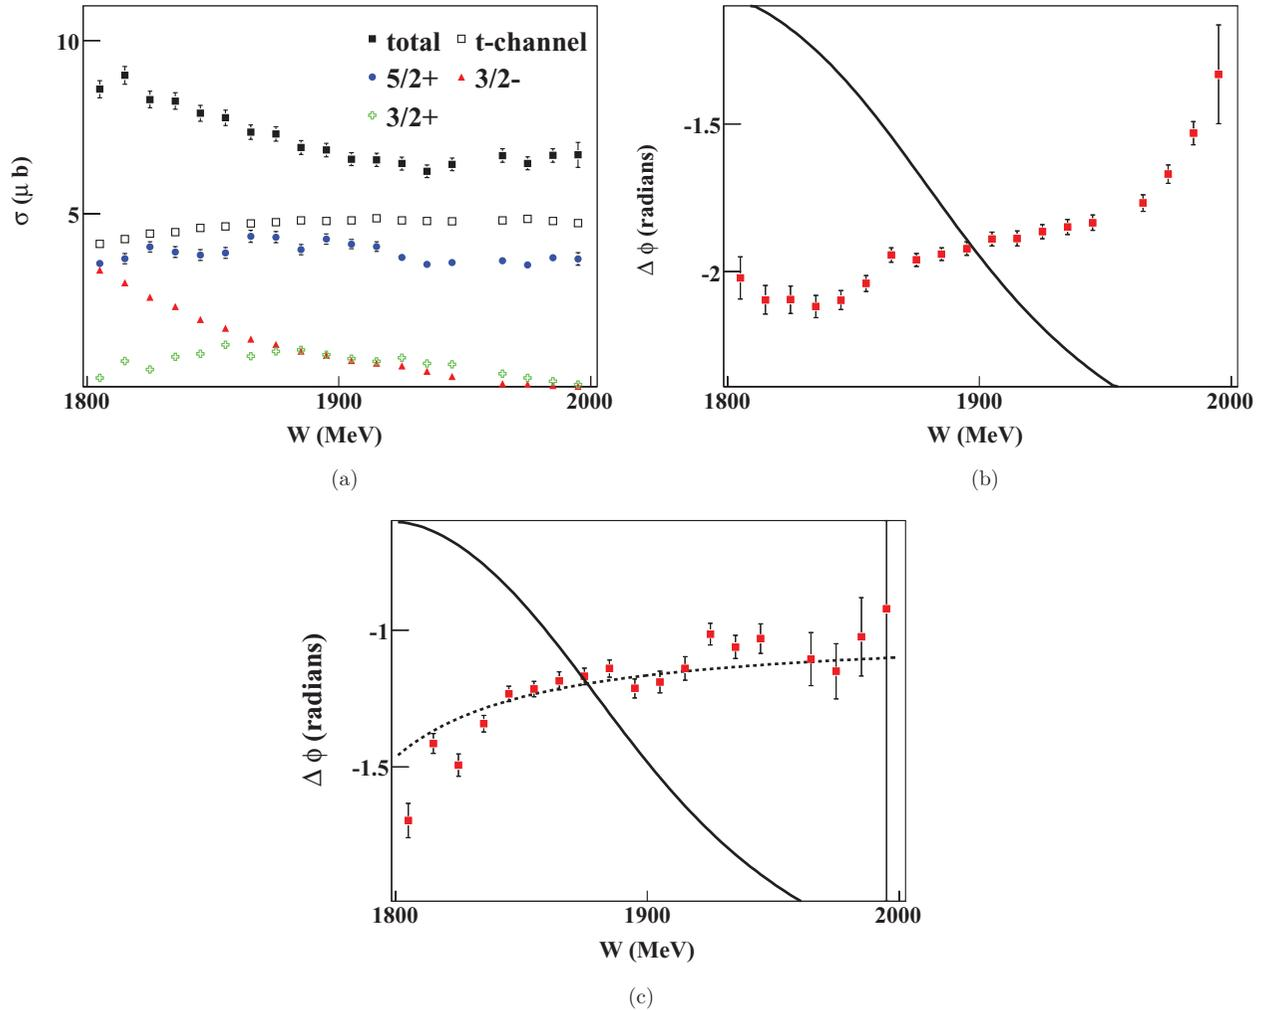 10
5
total t-channel
5/2+ 3/2-
3/2+
σ (μ b)
1800 1900 2000
W (MeV)
(a)
-1.5
-2
Δ ϕ (radians)
1800 1900 2000
W (MeV)
(b)
-1
-1.5
Δ ϕ (radians)
1800 1900 2000
W (MeV)
(c)